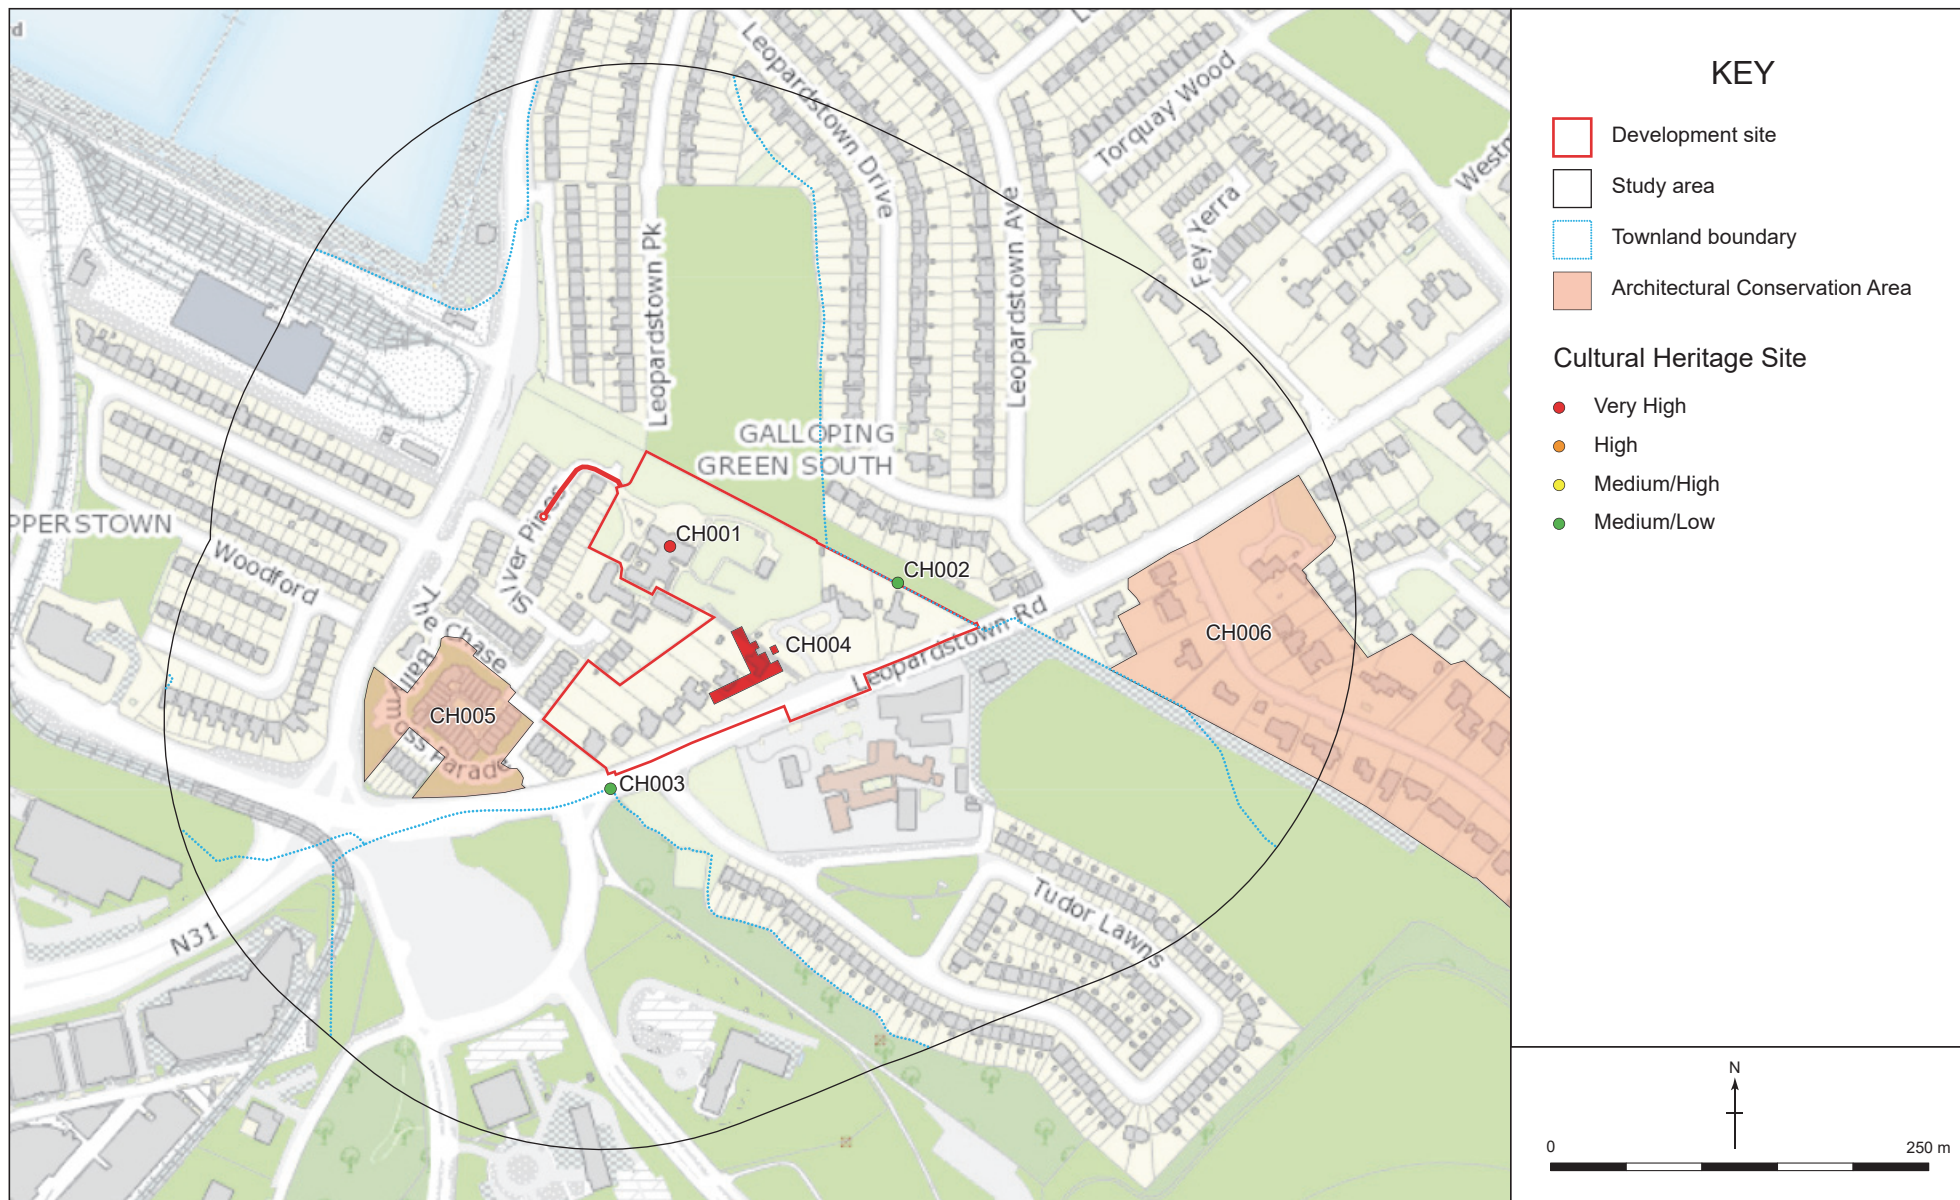 d
Leopardstown Drive
Torquay Wood
Fey Yerra
Leopardstown Pk
Leopardstown Ave
GALLOPING
GREEN SOUTH
PPERSTOWN
Woodford
The Chase
CH001
CH002
CH004
Leopardstown Rd
CH006
CH005
CH003
Tudor Lawns
N31
KEY
Development site
Study area
Townland boundary
Architectural Conservation Area
Cultural Heritage Site
Very High
High
Medium/High
Medium/Low
N
0
250 m